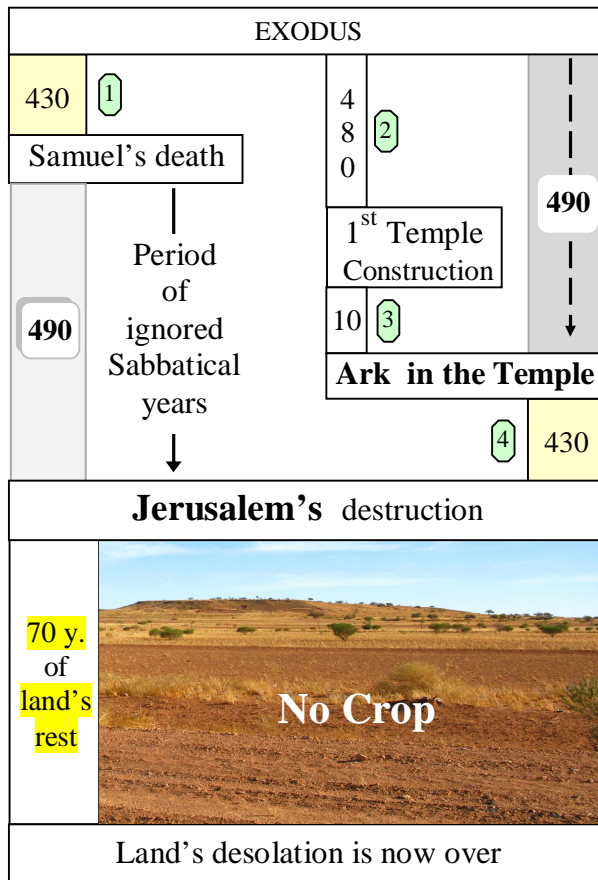 EXODUS
430
1
Samuel's death
490
Period
of
ignored
Sabbatical
years
4
8
0
2
1st Temple
Construction
10
3
490
Ark in the Temple
4
430
Jerusalem's destruction
70 y.
of
land's
rest
No Crop
Land's desolation is now over